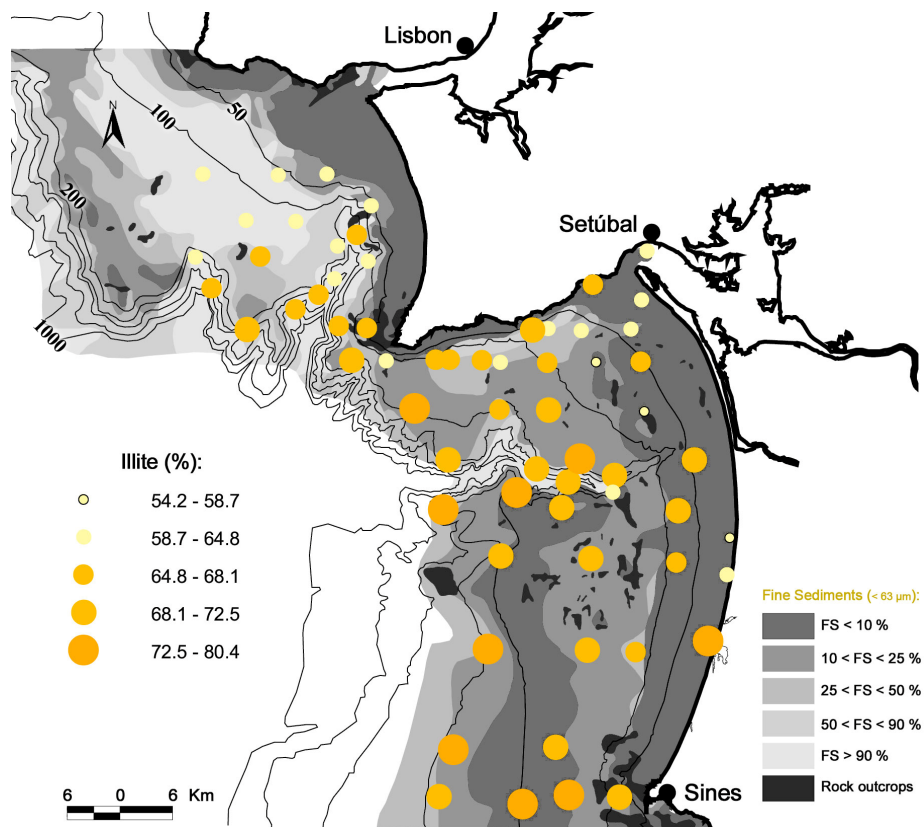 Lisbon
N
50
100
200
Setúbal
1000
Illite (%):
54.2 - 58.7
58.7 - 64.8
64.8 - 68.1
68.1 - 72.5
72.5 - 80.4
Fine Sediments (< 63 µm):
FS < 10 %
10 < FS < 25 %
25 < FS < 50 %
50 < FS < 90 %
FS > 90 %
Rock outcrops
6 0 6 Km
Sines